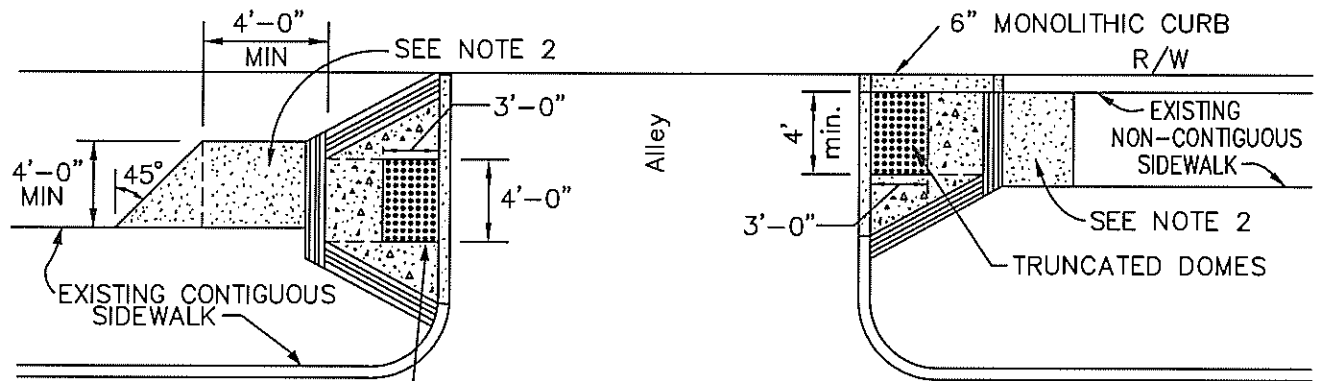 4'-0"
MIN
SEE NOTE 2
3'-0"
4'-0"
MIN
45°
4'-0"
EXISTING CONTIGUOUS
SIDEWALK
Alley
6" MONOLITHIC CURB
R/W
4'
min.
EXISTING
NON-CONTIGUOUS
SIDEWALK
3'-0"
SEE NOTE 2
TRUNCATED DOMES